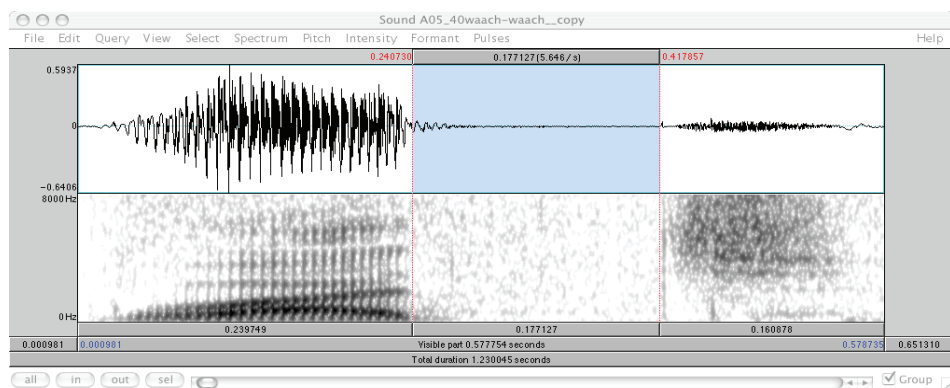 Sound A05_40waach-waach__copy
File Edit Query View Select Spectrum Pitch Intensity Formant Pulses Help
0.240730 0.177127 (5.646 / s) 0.417857
0.5937
0
-0.6406
8000 Hz
0 Hz
0.239749 0.177127 0.160878
0.000981 0.000981 Visible part 0.577754 seconds 0.578735 0.651310
Total duration 1.230045 seconds
all in out sel Group